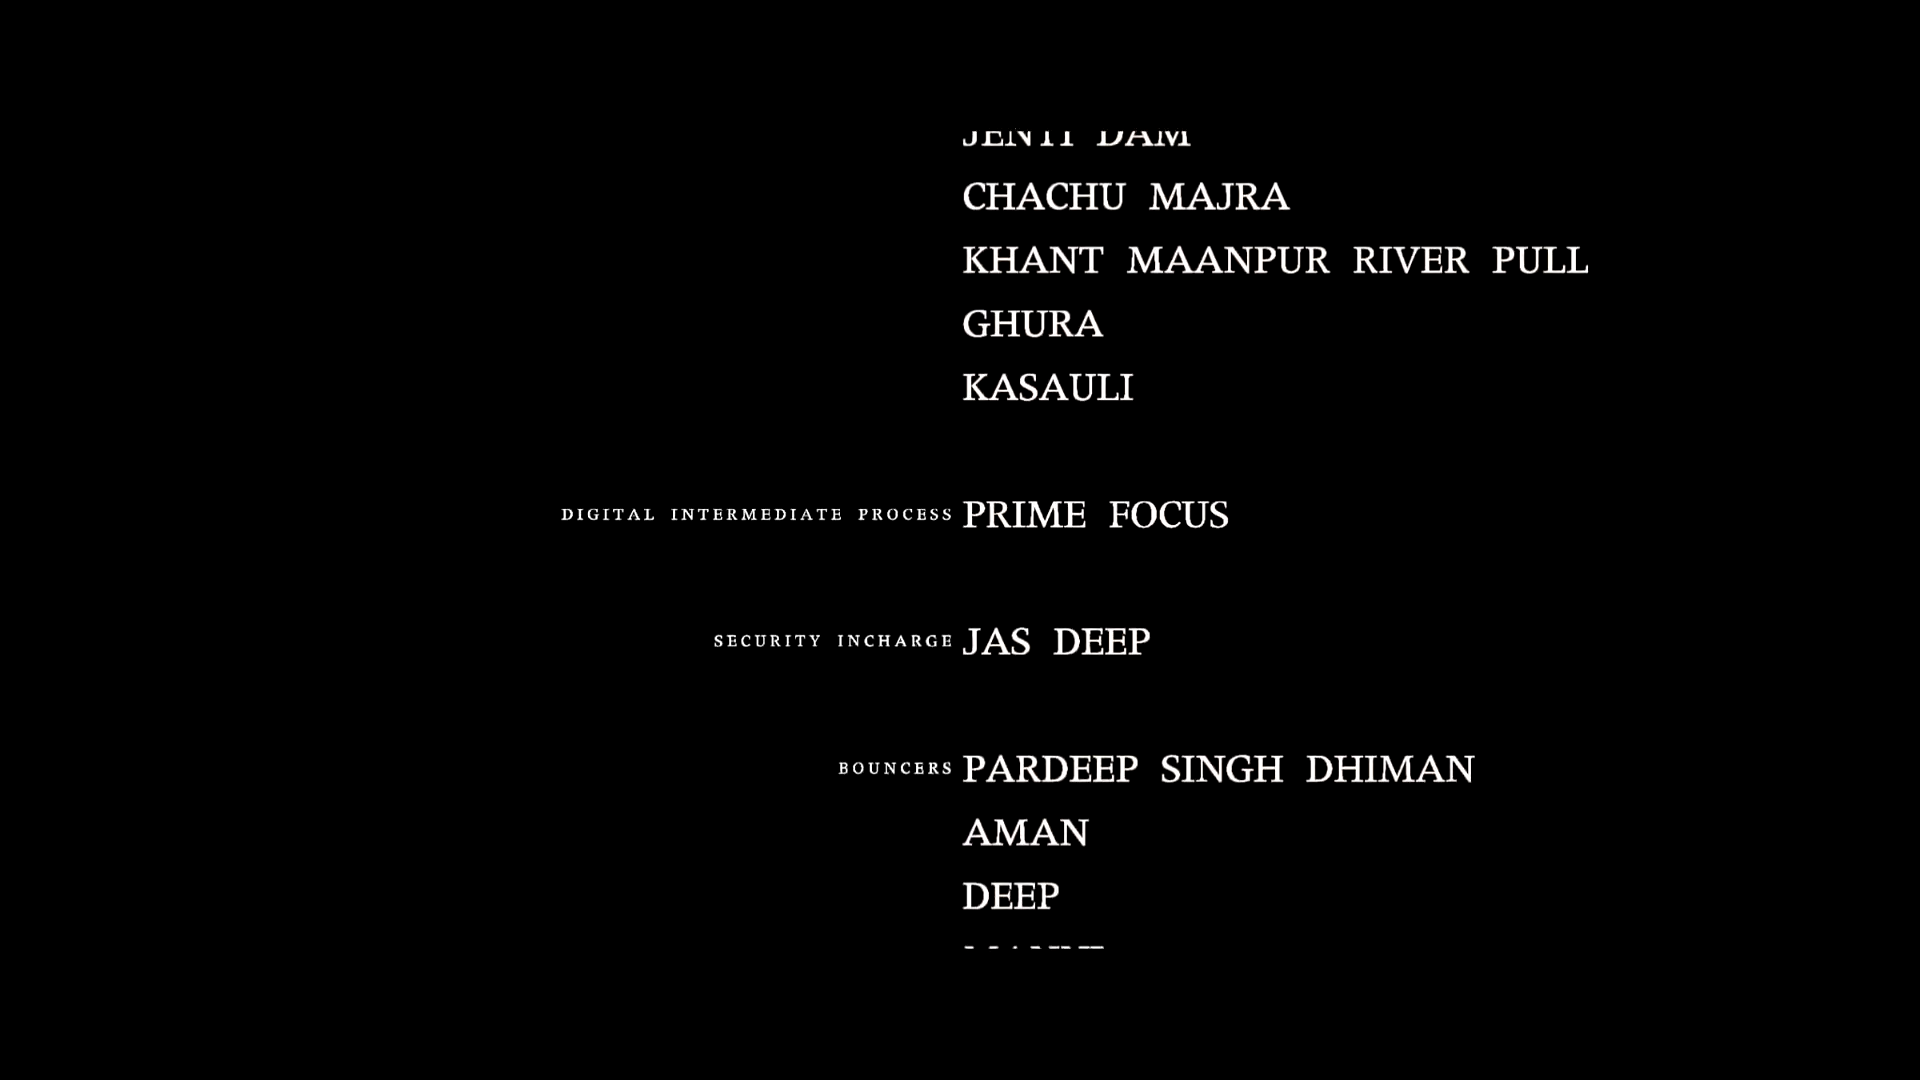 CHACHU MAJRA
KHANT MAANPUR RIVER PULL
GHURA
KASAULI
DIGITAL INTERMEDIATE PROCESS PRIME FOCUS
SECURITY INCHARGE JAS DEEP
BOUNCERS PARDEEP SINGH DHIMAN
AMAN
DEEP